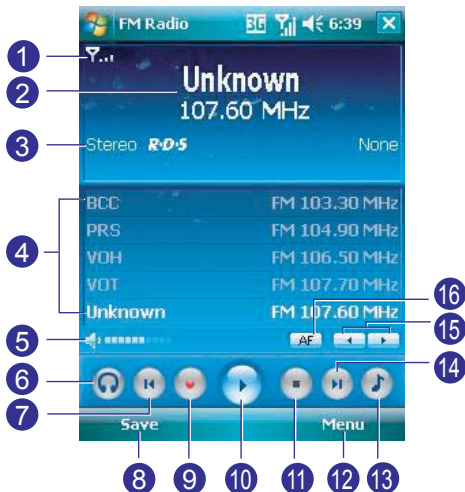 FM Radio 3G 6:39
1
2 Unknown
107.60 MHz
3 Stereo R·D·S None
4
BCC FM 103.30 MHz
PRS FM 104.90 MHz
VOH FM 106.50 MHz
VOT FM 107.70 MHz
Unknown FM 107.60 MHz
16
5 AF 15
6
14
7
Save Menu
8 9 10 11 12 13